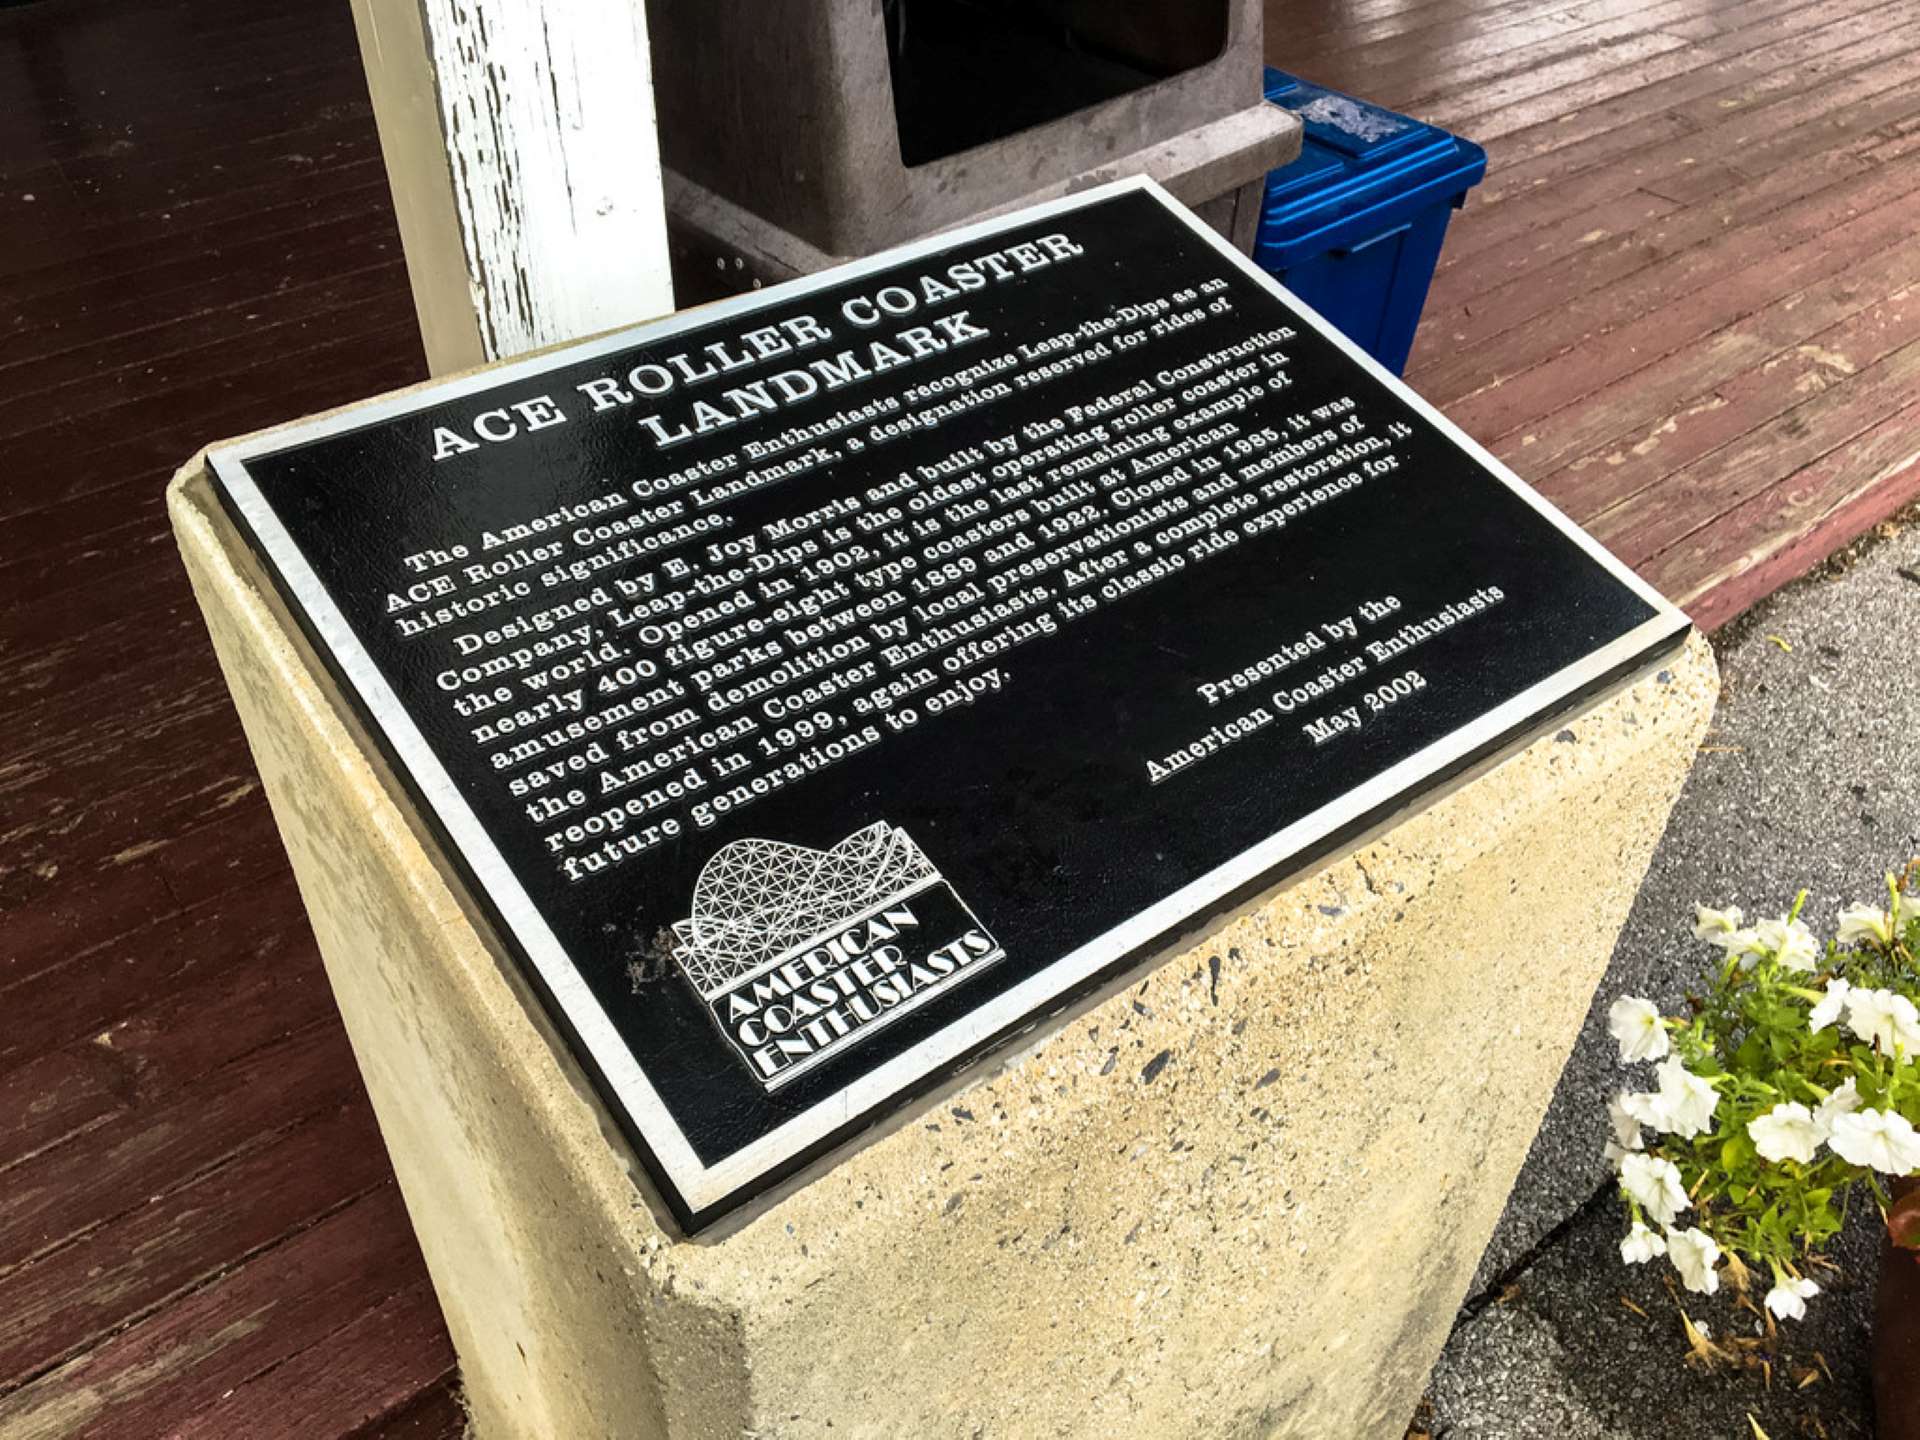 ACE ROLLER COASTER
LANDMARK
The American Coaster Enthusiasts recognize Leap-the-Dips as an
ACE Roller Coaster Landmark, a designation reserved for rides of
historic significance.
Designed by E. Joy Morris and built by the Federal Construction
Company, Leap-the-Dips is the oldest operating roller coaster in
the world. Opened in 1902, it is the last remaining example of
nearly 400 figure-eight type coasters built at American
amusement parks between 1889 and 1922. Closed in 1985, it was
saved from demolition by local preservationists and members of
the American Coaster Enthusiasts. After a complete restoration, it
reopened in 1999, again offering its classic ride experience for
future generations to enjoy.
Presented by the
American Coaster Enthusiasts
May 2002
AMERICAN
COASTER
ENTHUSIASTS